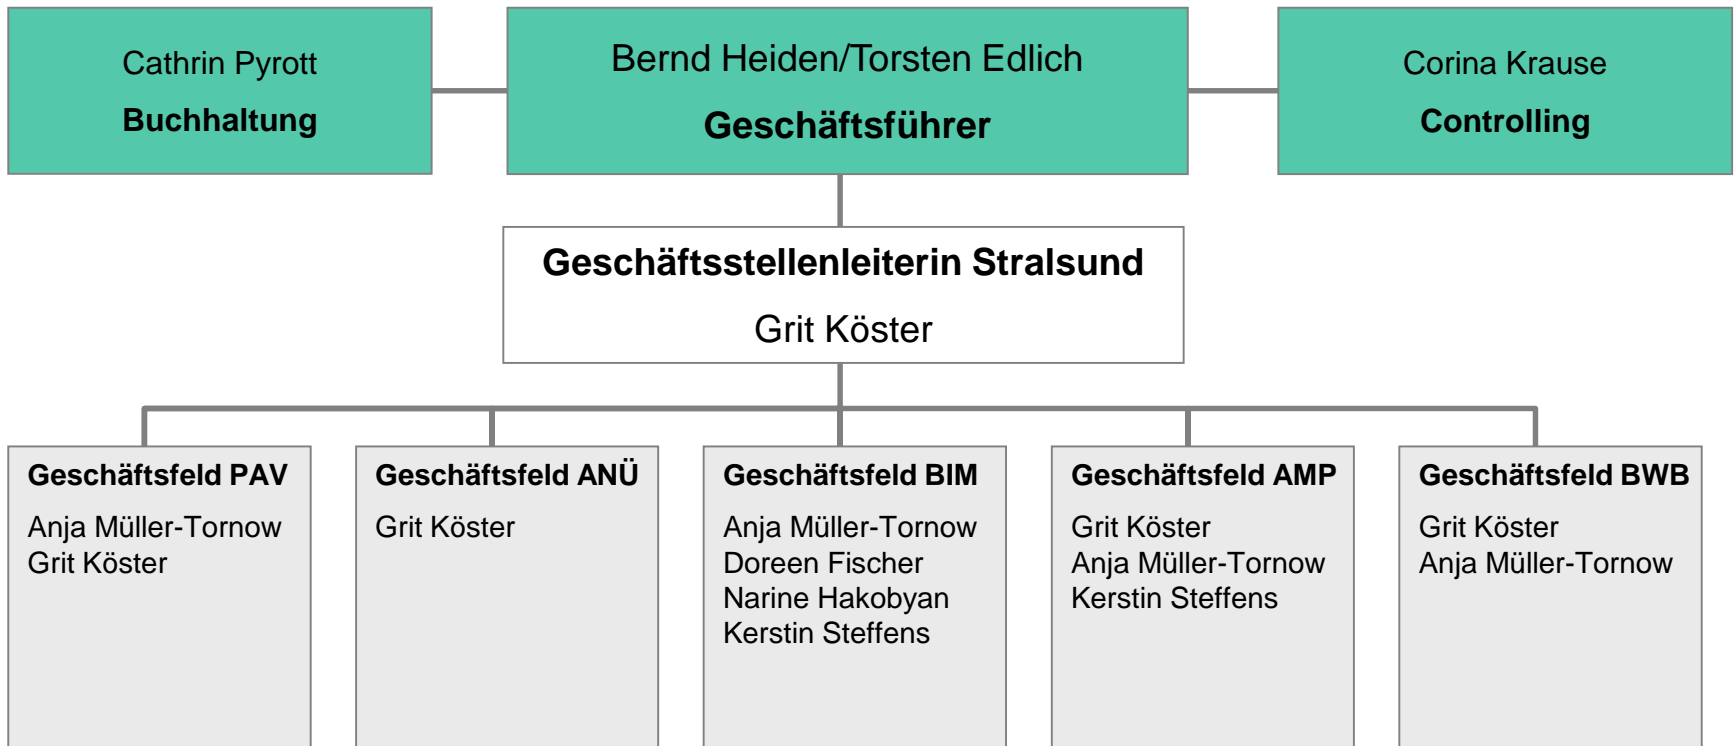 Cathrin Pyrott
Buchhaltung
Bernd Heiden/Torsten Edlich
Geschäftsführer
Corina Krause
Controlling
Geschäftsstellenleiterin Stralsund
Grit Köster
Geschäftsfeld PAV
Anja Müller-Tornow
Grit Köster
Geschäftsfeld ANÜ
Grit Köster
Geschäftsfeld BIM
Anja Müller-Tornow
Doreen Fischer
Narine Hakobyan
Kerstin Steffens
Geschäftsfeld AMP
Grit Köster
Anja Müller-Tornow
Kerstin Steffens
Geschäftsfeld BWB
Grit Köster
Anja Müller-Tornow